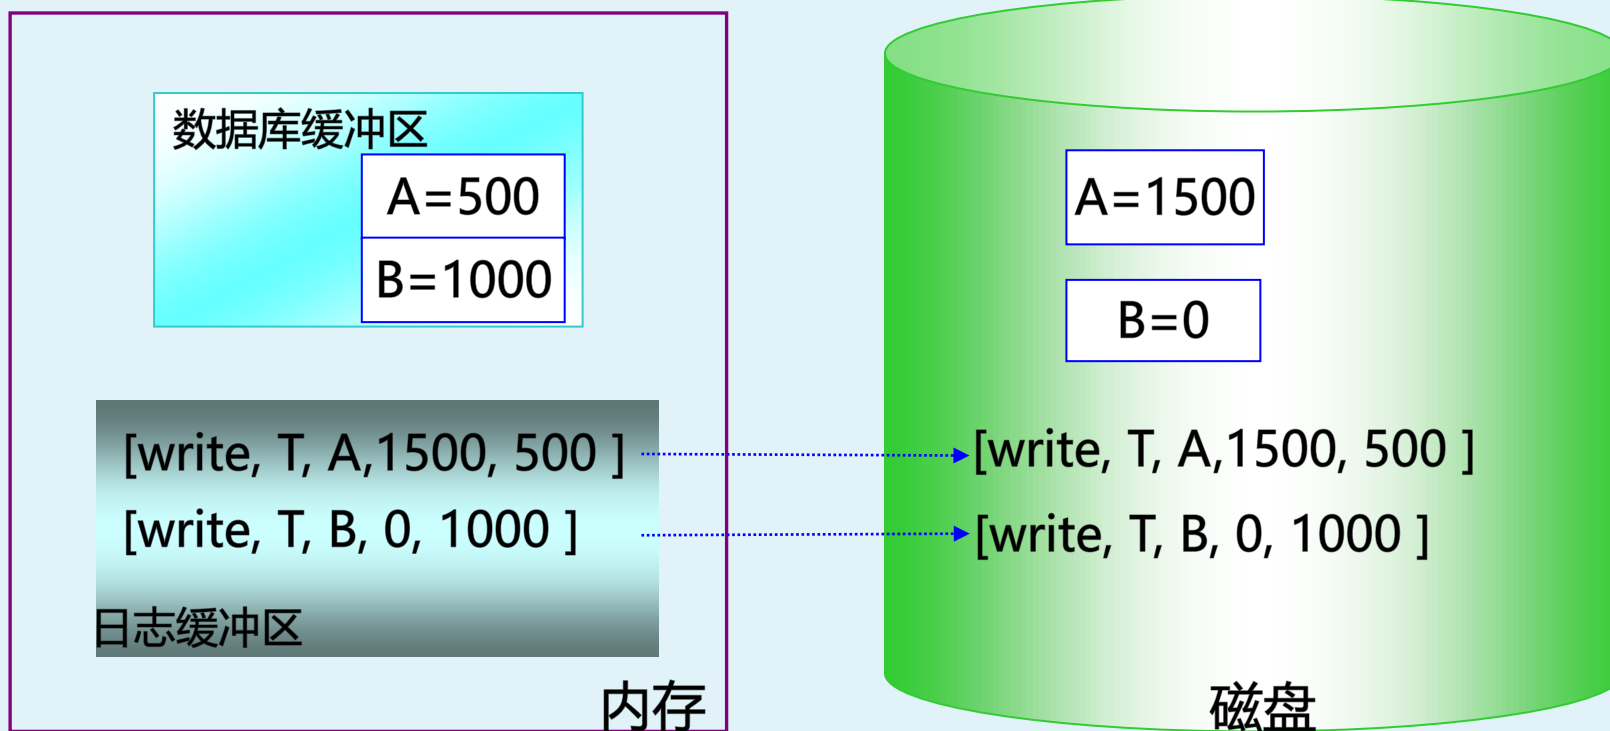 数据库缓冲区
A=500
B=1000
[write, T, A,1500, 500 ]
[write, T, B, 0, 1000 ]
日志缓冲区
内存
A=1500
B=0
[write, T, A,1500, 500 ]
[write, T, B, 0, 1000 ]
磁盘